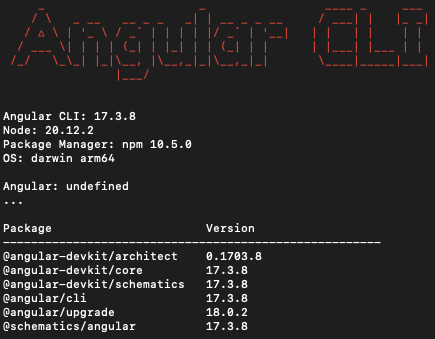 Angular CLI
Angular CLI: 17.3.8
Node: 20.12.2
Package Manager: npm 10.5.0
OS: darwin arm64
Angular: undefined
...
Package Version
@angular-devkit/architect 0.1703.8
@angular-devkit/core 17.3.8
@angular-devkit/schematics 17.3.8
@angular/cli 17.3.8
@angular/upgrade 18.0.2
@schematics/angular 17.3.8